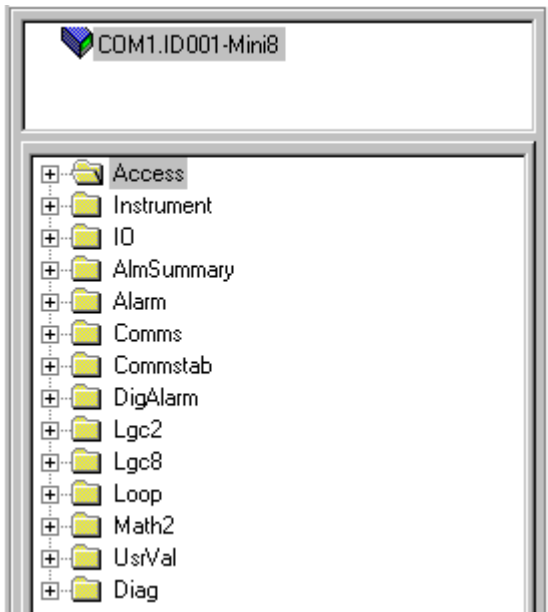 COM1.ID001-Mini8
Access
Instrument
IO
AlmSummary
Alarm
Comms
Commstab
DigAlarm
Lgc2
Lgc8
Loop
Math2
UsrVal
Diag